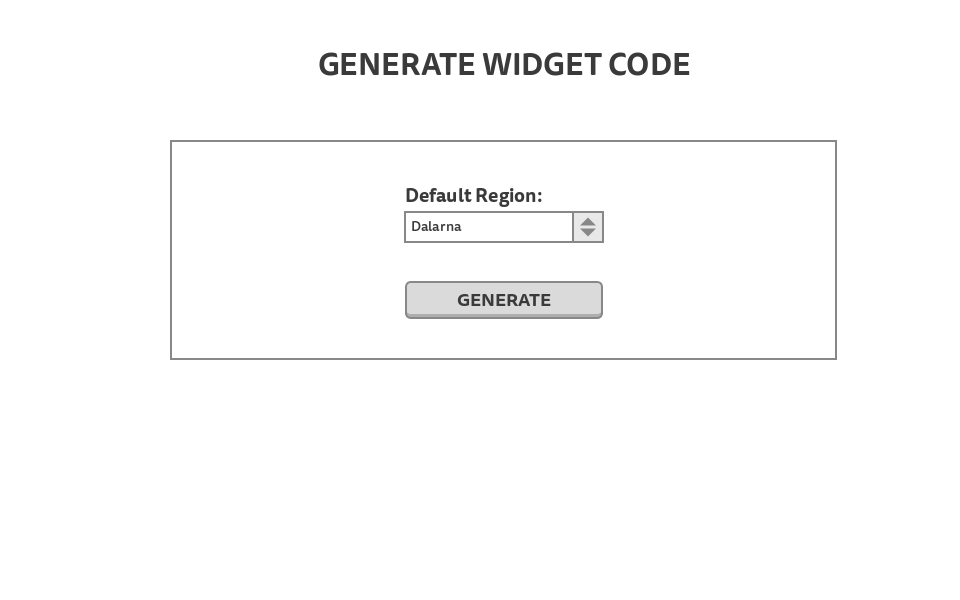 GENERATE WIDGET CODE
Default Region:
Dalarna
GENERATE